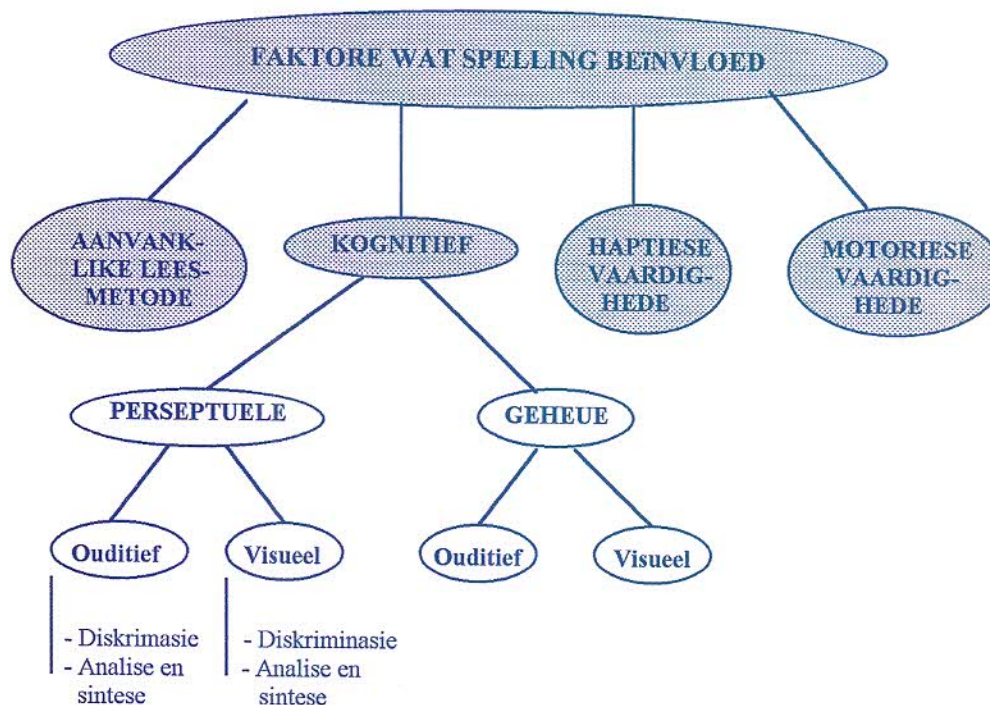 FAKTORE WAT SPELLING BEÏNVLOED
AANVANK-
LIKE LEES-
METODE
KOGNITIEF
HAPTIESE
VAARDIG-
HEDE
MOTORIESE
VAARDIG-
HEDE
PERSEPTUELE
GEHEUE
Ouditief
Visueel
Ouditief
Visueel
- Diskrimasie
- Analise en
sintese
- Diskriminasie
- Analise en
sintese